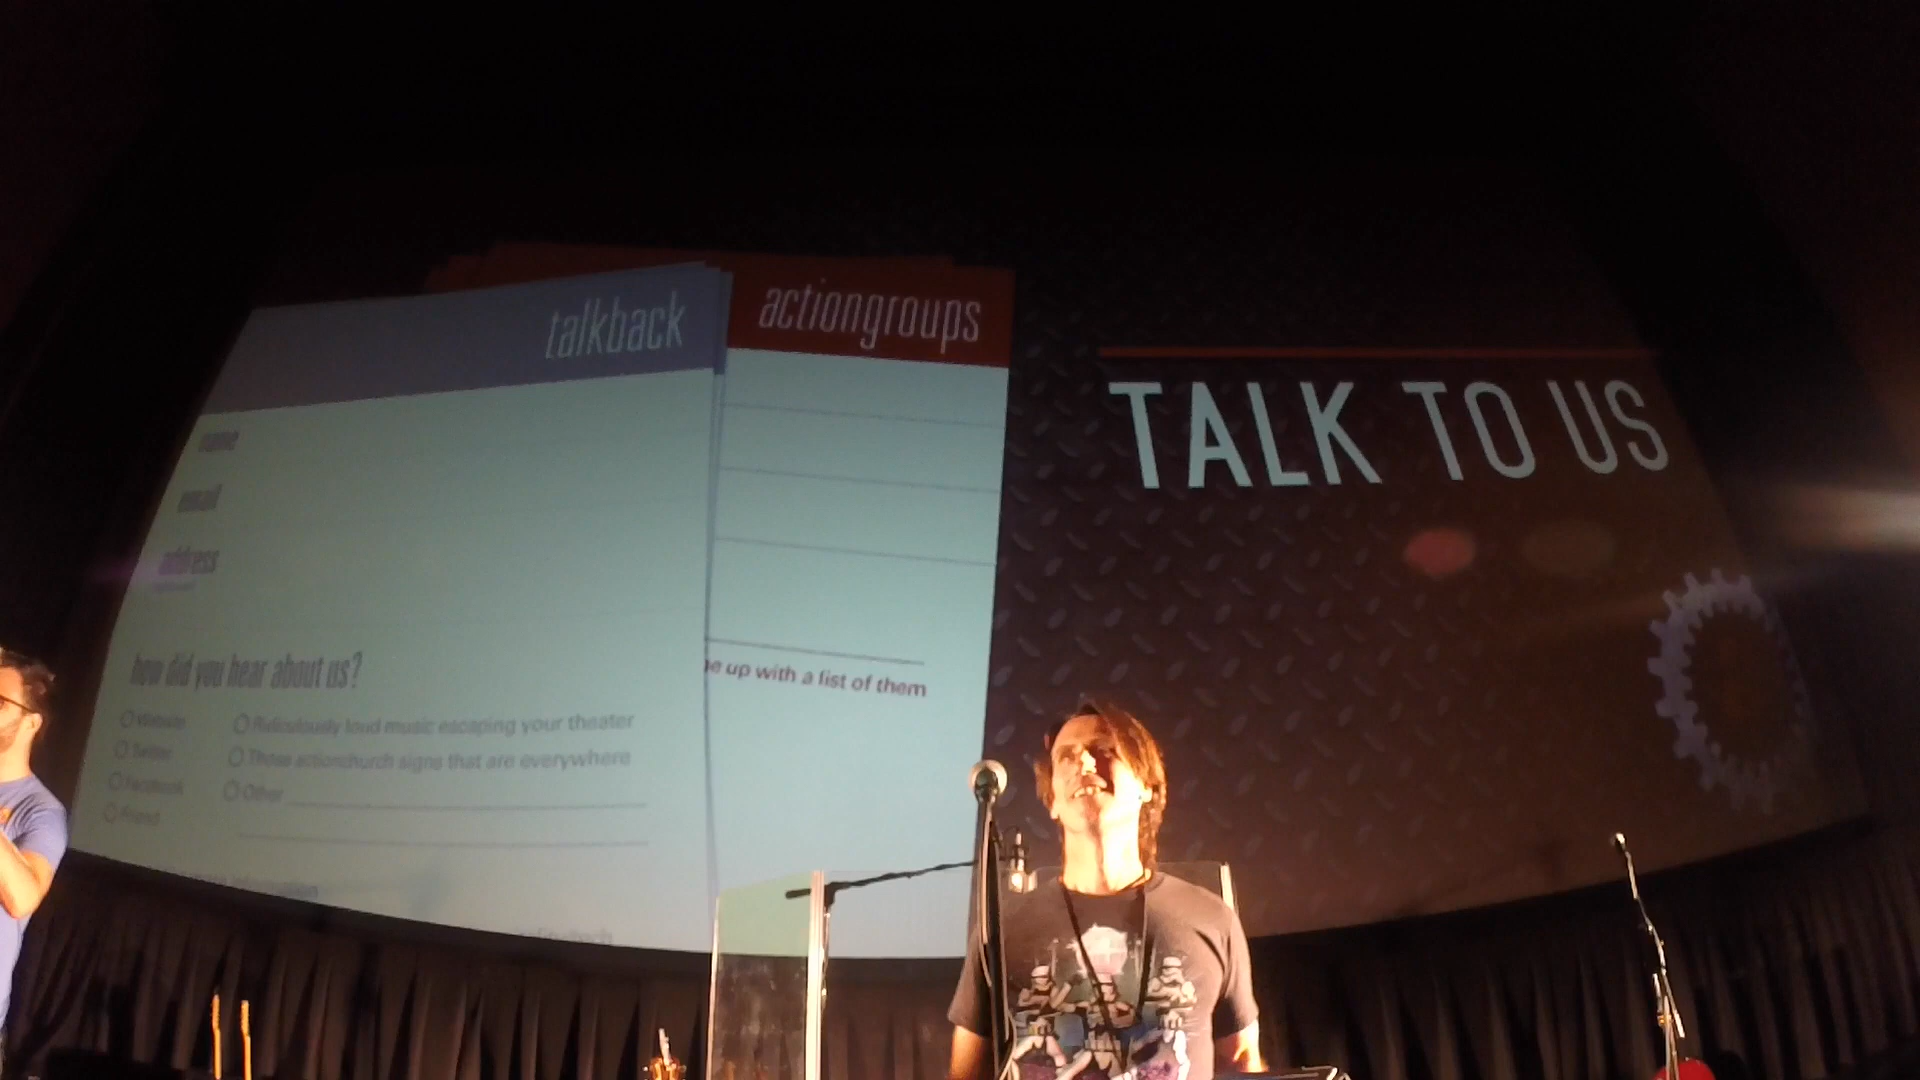 talkback
actiongroups
TALK TO US
name
email
address
how did you hear about us?
Website
Ridiculously loud music escaping your theater
Twitter
Those actionchurch signs that are everywhere
Facebook
Other
Friend
up with a list of them